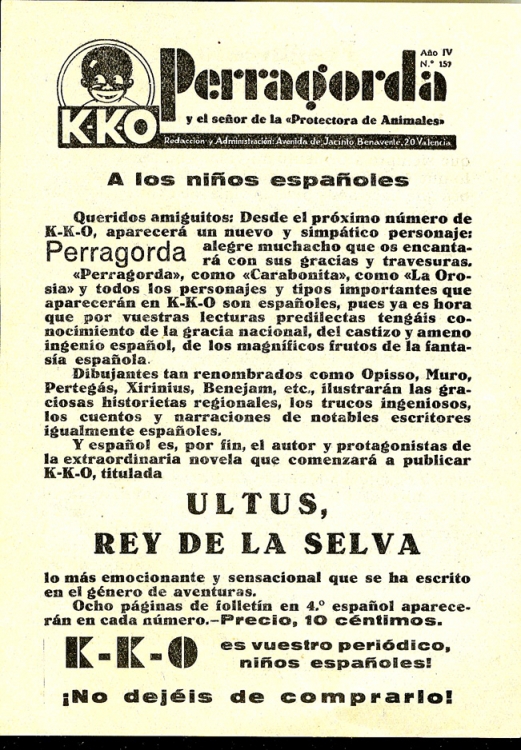 Perragorda
Año IV
N.º 157
y el señor de la «Protectora de Animales»
K-K-O
Redacción y Administración: Avenida de Jacinto Benavente, 20 Valencia
A los niños españoles
Queridos amiguitos: Desde el próximo número de
K-K-O, aparecerá un nuevo y simpático personaje:
Perragorda alegre muchacho que os encanta-
rá con sus gracias y travesuras.
«Perragorda», como «Carabonita», como «La Oro-
sia» y todos los personajes y tipos importantes que
aparecerán en K-K-O son españoles, pues ya es hora
que por vuestras lecturas predilectas tengáis co-
nocimiento de la gracia nacional, del castizo y ameno
ingenio español, de los magníficos frutos de la fanta-
sía española.
Dibujantes tan renombrados como Opisso, Muro,
Pertegás, Xirinius, Benejam, etc., ilustrarán las gra-
ciosas historietas regionales, los trucos ingeniosos,
los cuentos y narraciones de notables escritores
igualmente españoles.
Y español es, por fin, el autor y protagonistas de
la extraordinaria novela que comenzará a publicar
K-K-O, titulada
ULTUS,
REY DE LA SELVA
lo más emocionante y sensacional que se ha escrito
en el género de aventuras.
Ocho páginas de folletín en 4.º español aparece-
rán en cada número.-Precio, 10 céntimos.
K-K-O es vuestro periódico,
niños españoles!
¡No dejéis de comprarlo!